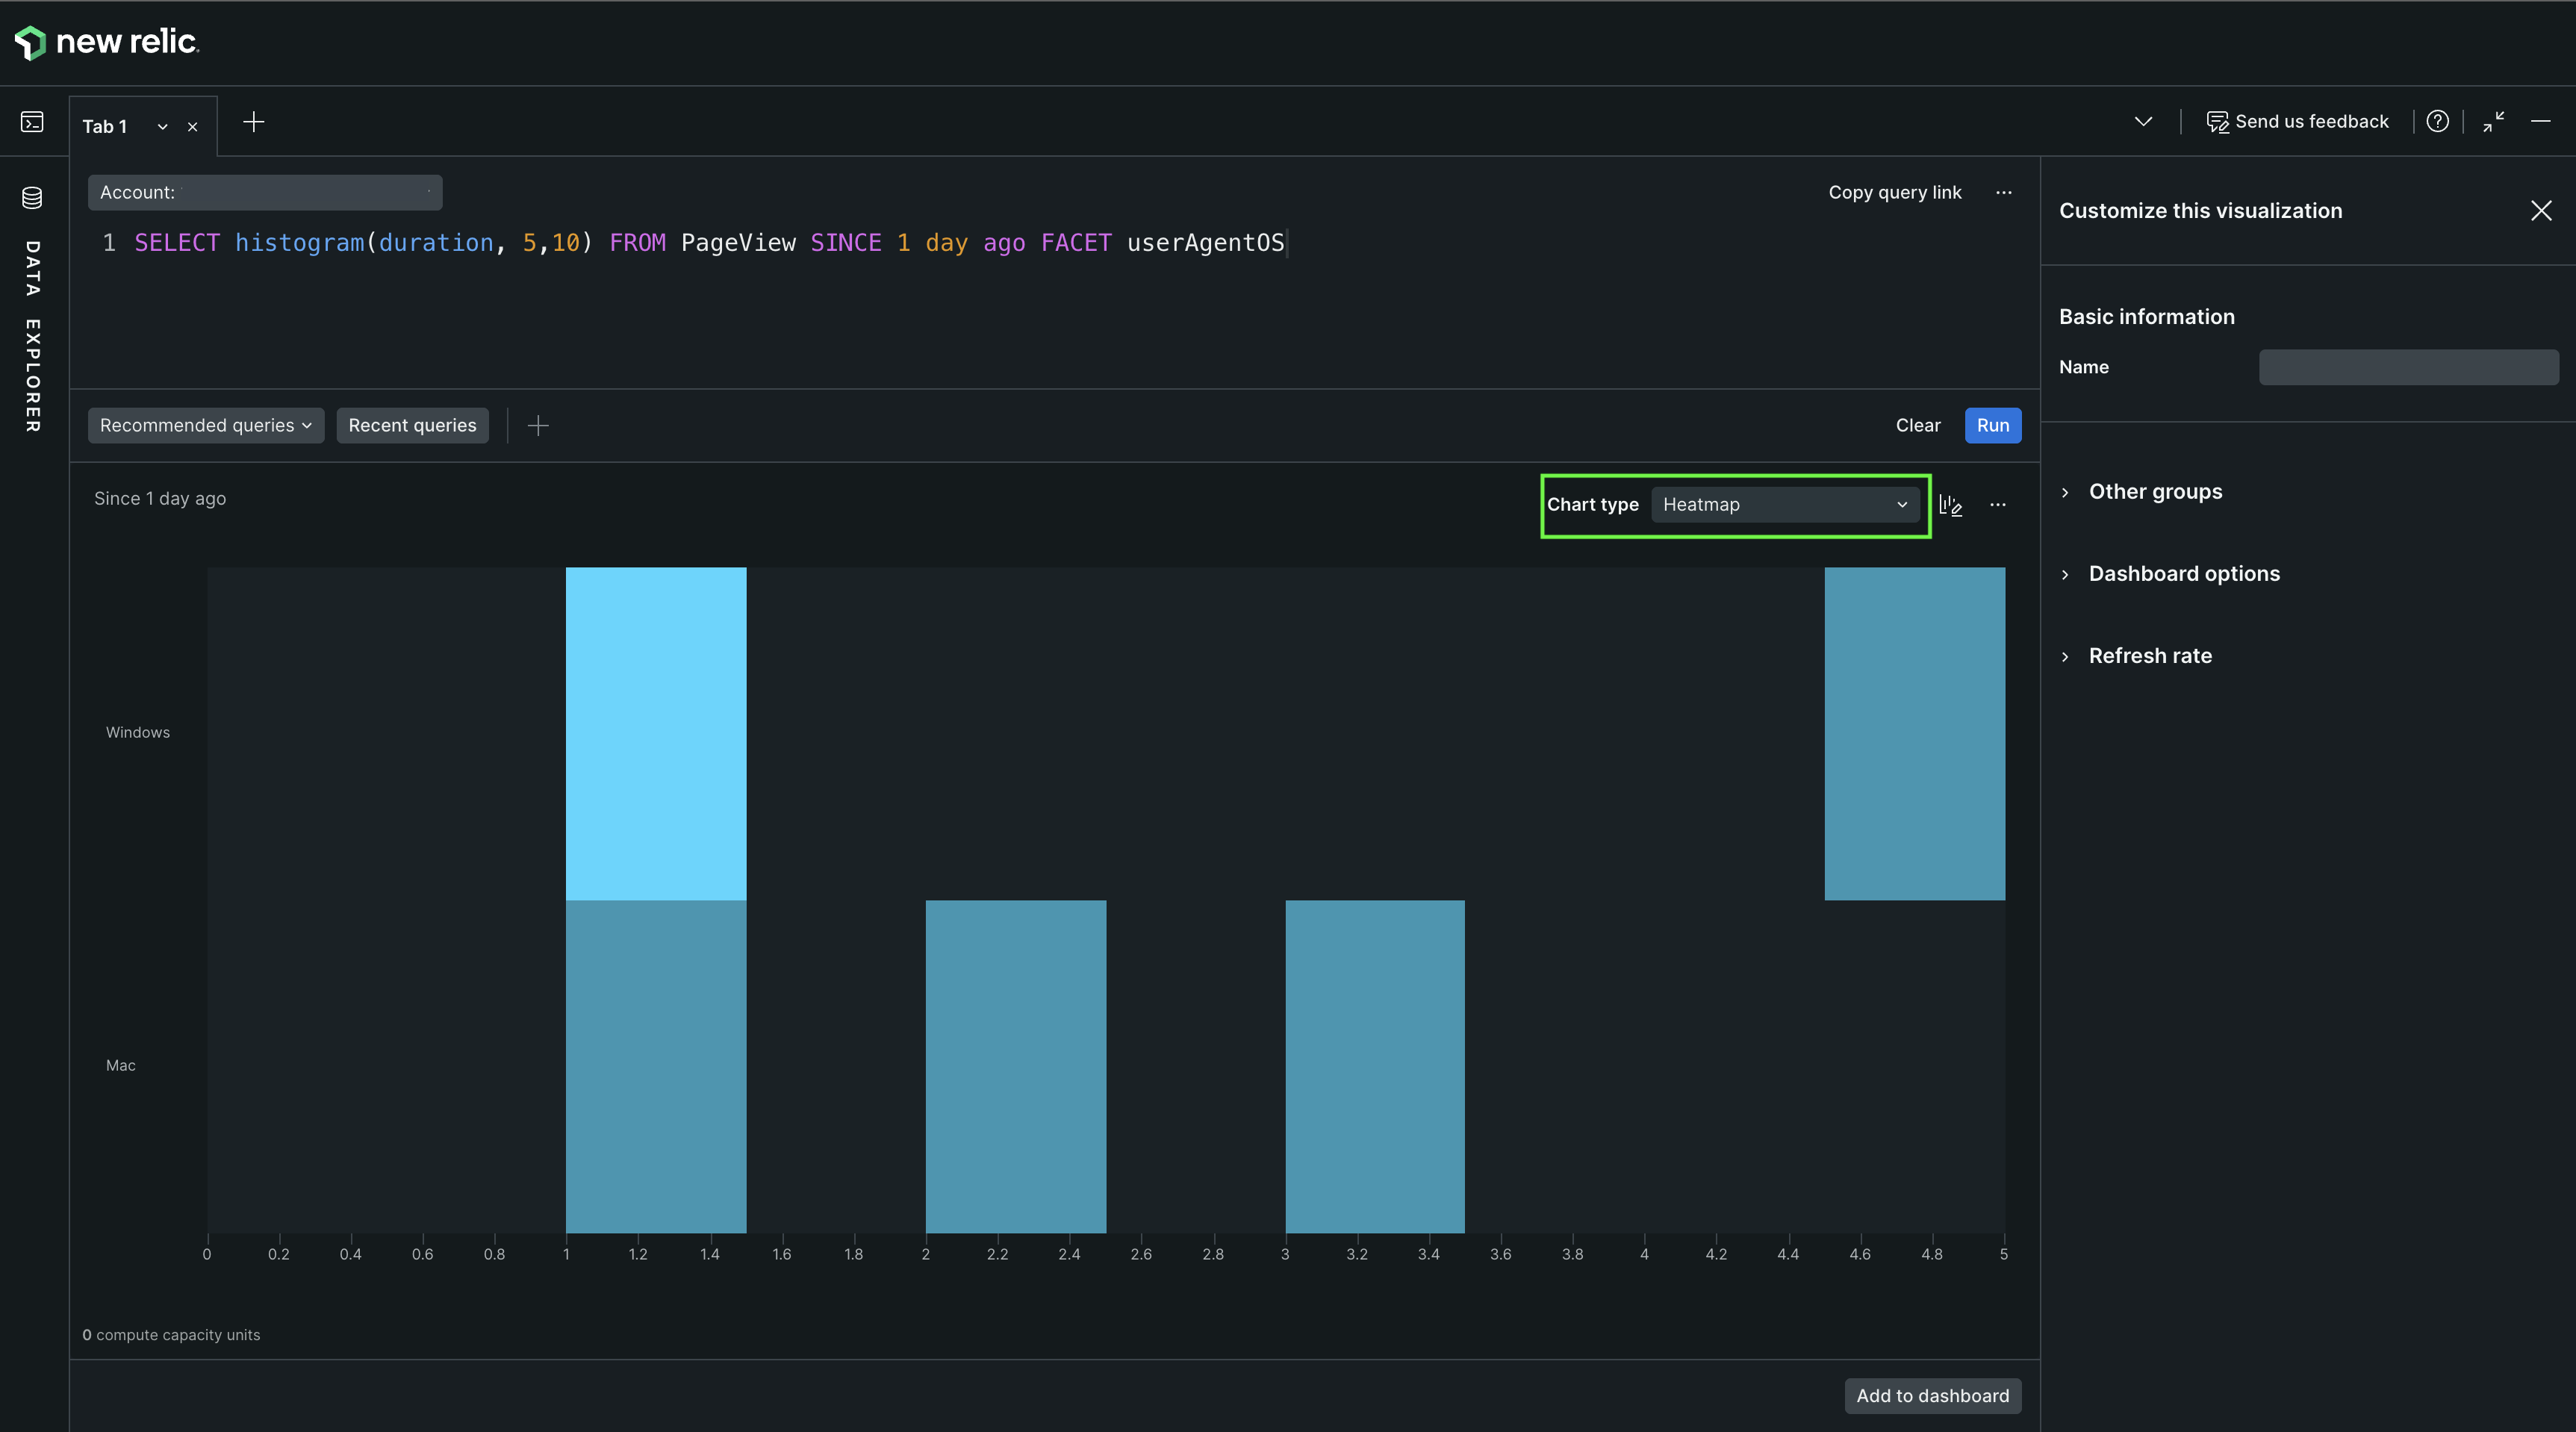 new relic.
Tab 1
Send us feedback
DATA EXPLORER
Account:
Copy query link
1 SELECT histogram(duration, 5,10) FROM PageView SINCE 1 day ago FACET userAgentOS
Customize this visualization
Basic information
Name
Recommended queries
Recent queries
Clear
Run
Since 1 day ago
Chart type
Heatmap
Other groups
Dashboard options
Refresh rate
Windows
Mac
0 0.2 0.4 0.6 0.8 1 1.2 1.4 1.6 1.8 2 2.2 2.4 2.6 2.8 3 3.2 3.4 3.6 3.8 4 4.2 4.4 4.6 4.8 5
0 compute capacity units
Add to dashboard